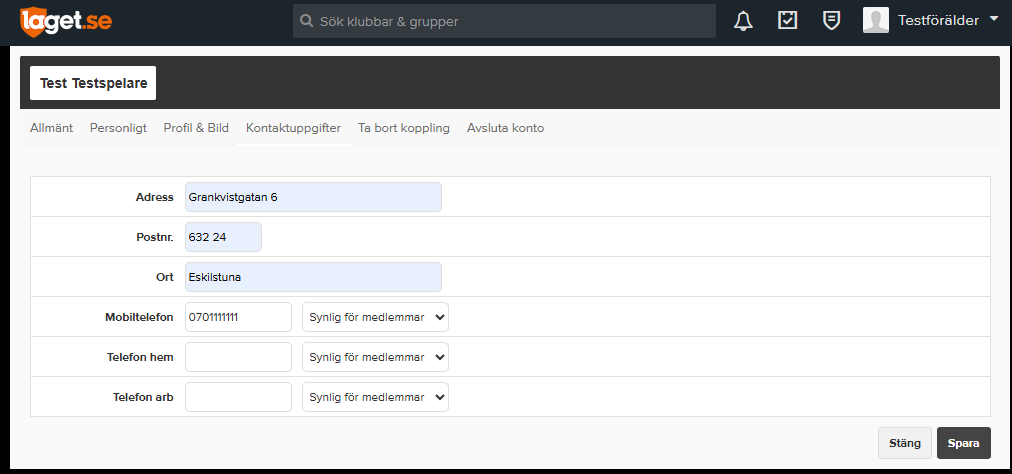 laget.se Sök klubbar & grupper Testförälder
Test Testspelare
Allmänt Personligt Profil & Bild Kontaktuppgifter Ta bort koppling Avsluta konto
Adress Grankvistgatan 6
Postnr. 632 24
Ort Eskilstuna
Mobiltelefon 0701111111 Synlig för medlemmar
Telefon hem Synlig för medlemmar
Telefon arb Synlig för medlemmar
Stäng Spara